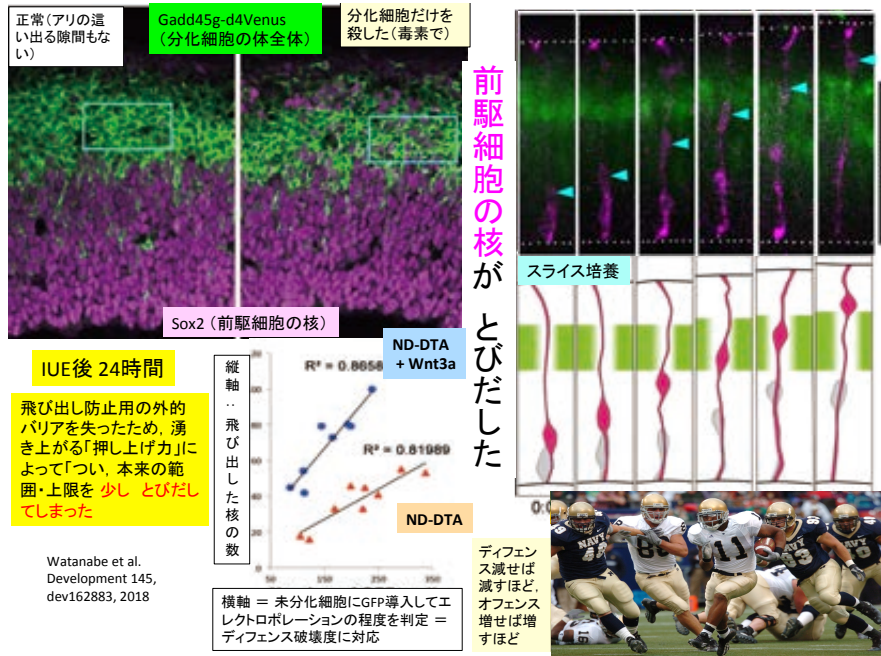 正常(アリの這
い出る隙間もな
い)
Gadd45g-d4Venus
(分化細胞の体全体)
分化細胞だけを
殺した(毒素で)
前駆細胞の核が とびだした
スライス培養
Sox2 (前駆細胞の核)
IUE後 24時間
飛び出し防止用の外的
バリアを失ったため, 湧
き上がる「押し上げ力」に
よって「つい, 本来の範
囲・上限を 少し とびだし
てしまった
Watanabe et al.
Development 145,
dev162883, 2018
縦軸:飛び出した核の数
ND-DTA
+ Wnt3a
R² = 0.8658
R² = 0.81989
ND-DTA
20
40
60
50
150
250
350
横軸 = 未分化細胞にGFP導入してエ
レクトロポレーションの程度を判定 =
ディフェンス破壊度に対応
ディフェン
ス減せば
減すほど,
オフェンス
増せば増
すほど
NAVY
NAVY
11